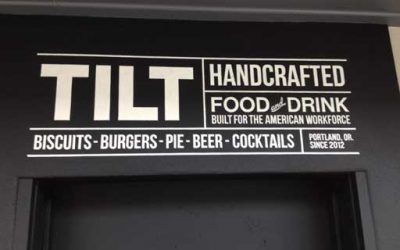 TILT
HANDCRAFTED
FOOD and DRINK
BUILT FOR THE AMERICAN WORKFORCE
BISCUITS - BURGERS - PIE - BEER - COCKTAILS
PORTLAND, OR.
SINCE 2012